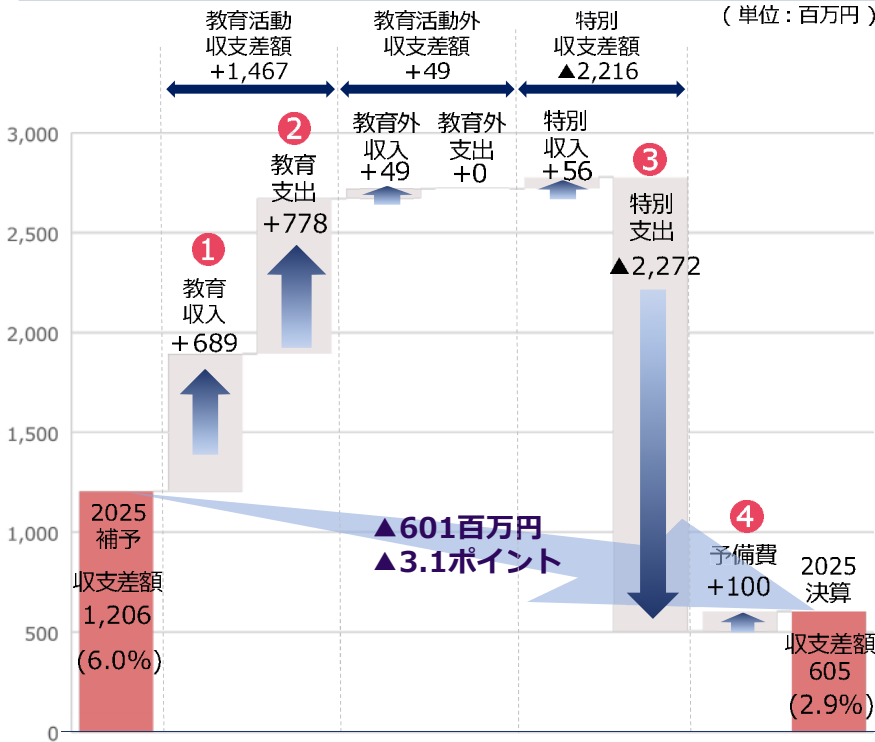 (単位:百万円)
教育活動
収支差額
+1,467
教育活動外
収支差額
+49
特別
収支差額
▲2,216
3,000
2,500
2,000
1,500
1,000
500
0
2025
補予
収支差額
1,206
(6.0%)
1
教育
収入
+689
2
教育
支出
+778
教育外
収入
+49
教育外
支出
+0
特別
収入
+56
3
特別
支出
▲2,272
▲601百万円
▲3.1ポイント
4
予備費
+100
2025
決算
収支差額
605
(2.9%)